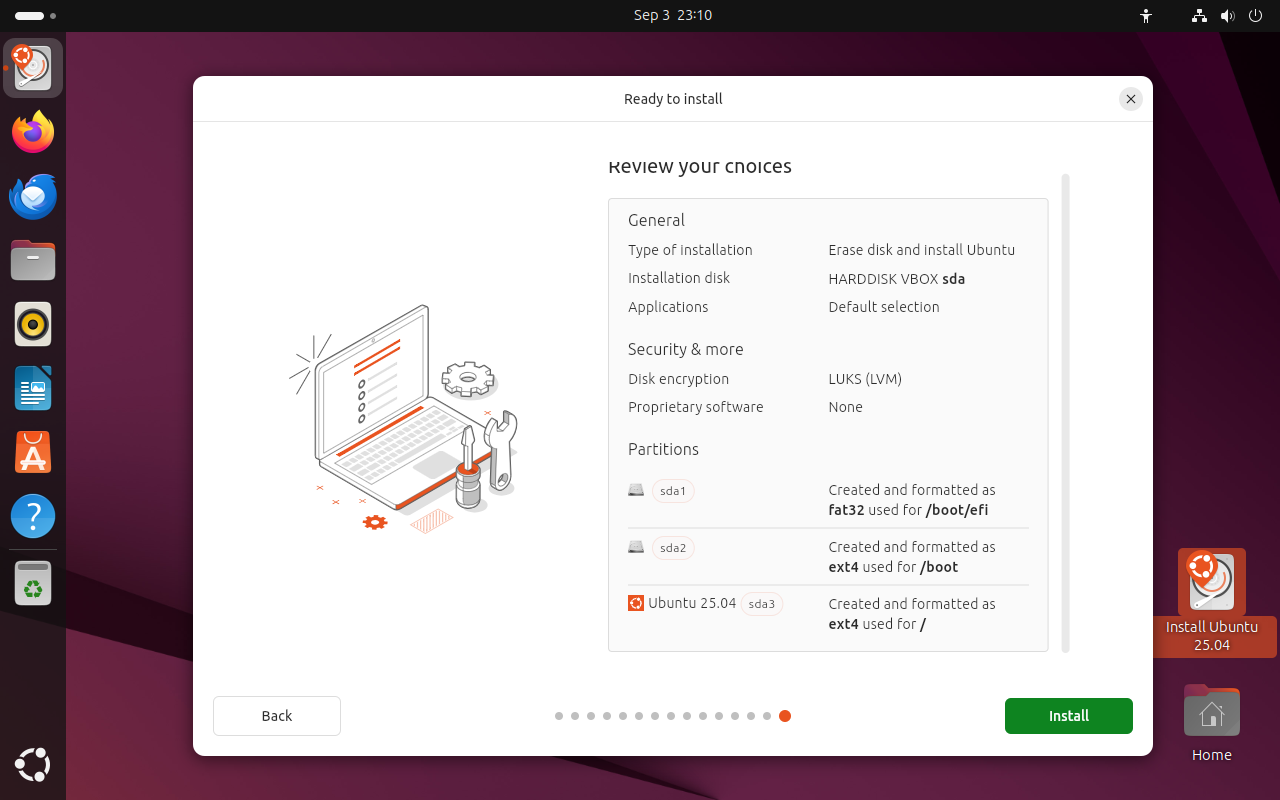 Sep 3 23:10
Ready to install
Review your choices
General
Type of installation Erase disk and install Ubuntu
Installation disk HARDDISK VBOX sda
Applications Default selection
Security & more
Disk encryption LUKS (LVM)
Proprietary software None
Partitions
sda1 Created and formatted as
fat32 used for /boot/efi
sda2 Created and formatted as
ext4 used for /boot
Ubuntu 25.04 sda3 Created and formatted as
ext4 used for /
Back
Install
Install Ubuntu
25.04
Home